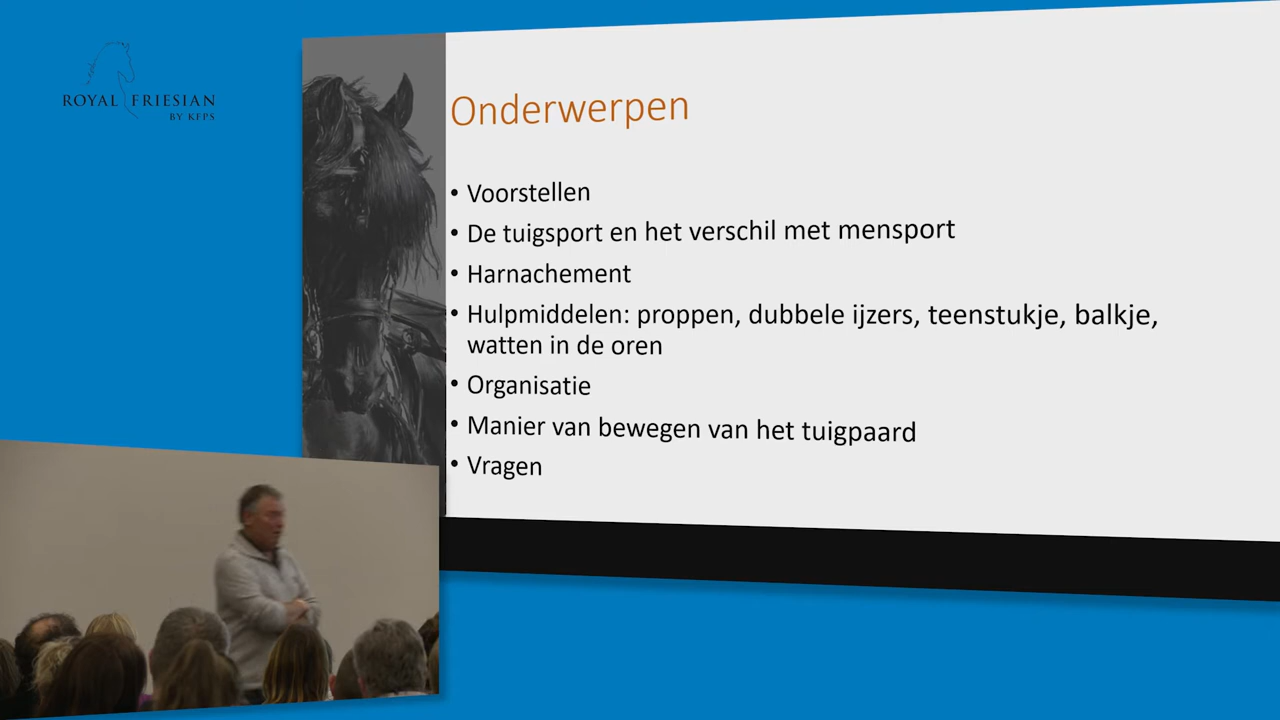 ROYAL FRIESIAN
BY KFPS
Onderwerpen
• Voorstellen
• De tuigsport en het verschil met mensport
• Harnachement
• Hulpmiddelen: proppen, dubbele ijzers, teenstukje, balkje,
watten in de oren
• Organisatie
• Manier van bewegen van het tuigpaard
• Vragen